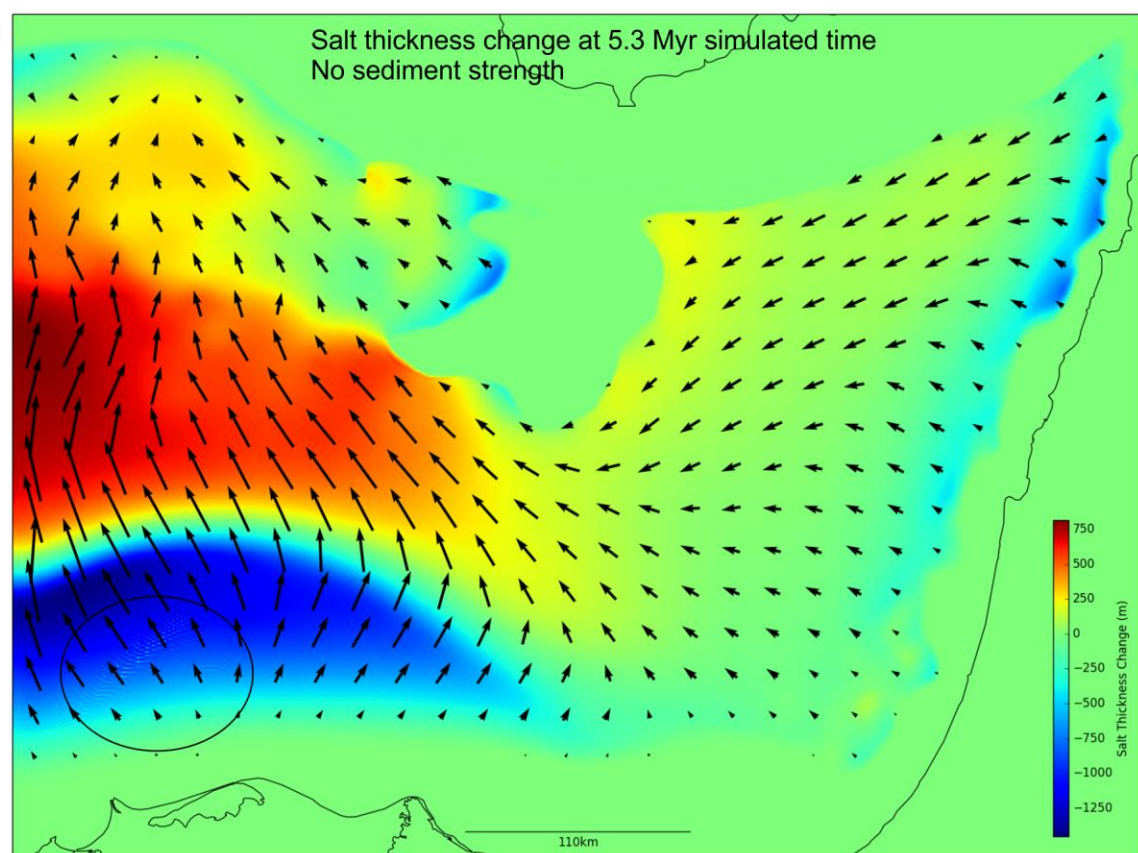 Salt thickness change at 5.3 Myr simulated time
No sediment strength
750
500
250
0
−250
−500
−750
−1000
−1250
Salt Thickness Change (m)
110km